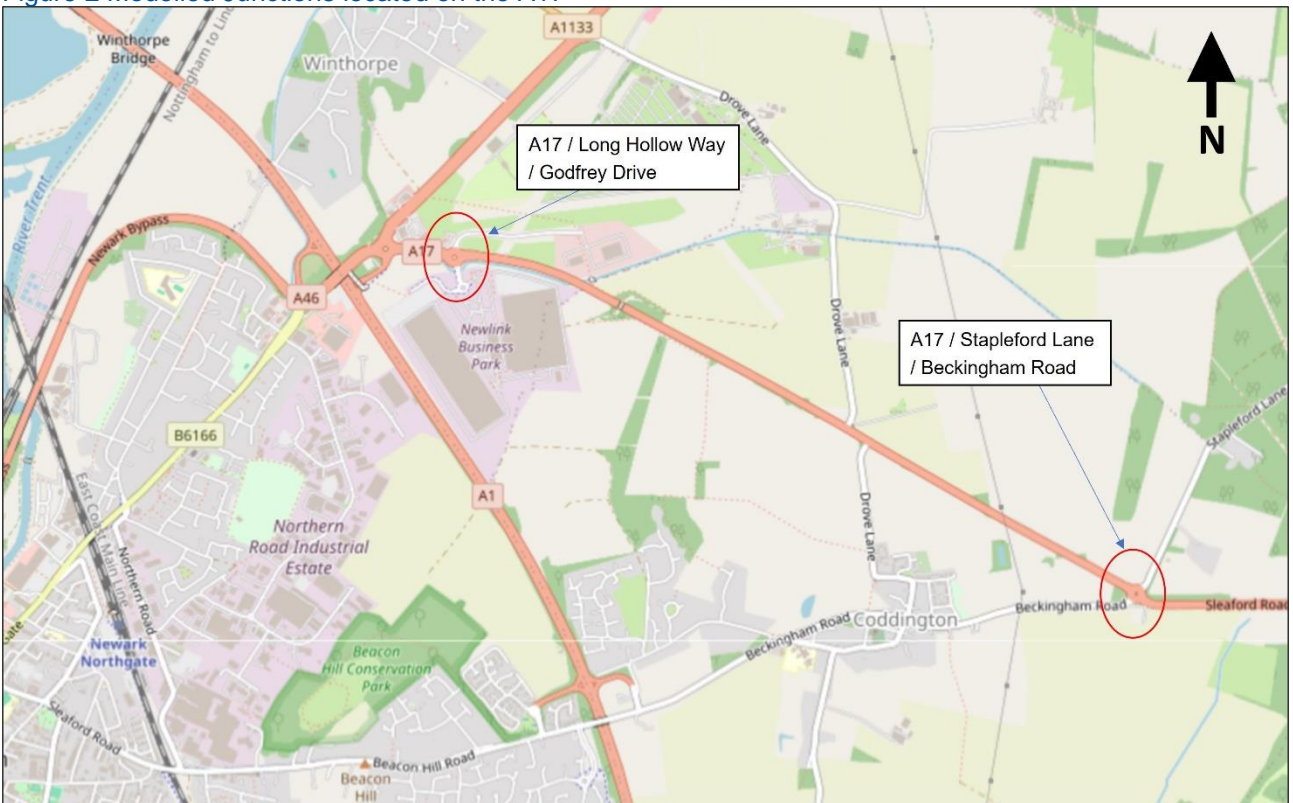 A1133
Winthorpe
Bridge
Nottingham to Linc
Winthorpe
Drove Lane
N
A17 / Long Hollow Way
/ Godfrey Drive
River Trent
Newark Bypass
A17
A46
Newlink
Business
Park
Drove Lane
A17 / Stapleford Lane
/ Beckingham Road
Stapleford Lane
B6166
A1
East Coast Main Line
Northern Road
Northern
Road Industrial
Estate
Drove Lane
Beckingham Road
Sleaford Road
Coddington
Beckingham Road
Newark
Northgate
Beacon
Hill Conservation
Park
Sleaford Road
Beacon Hill Road
Beacon
Hill